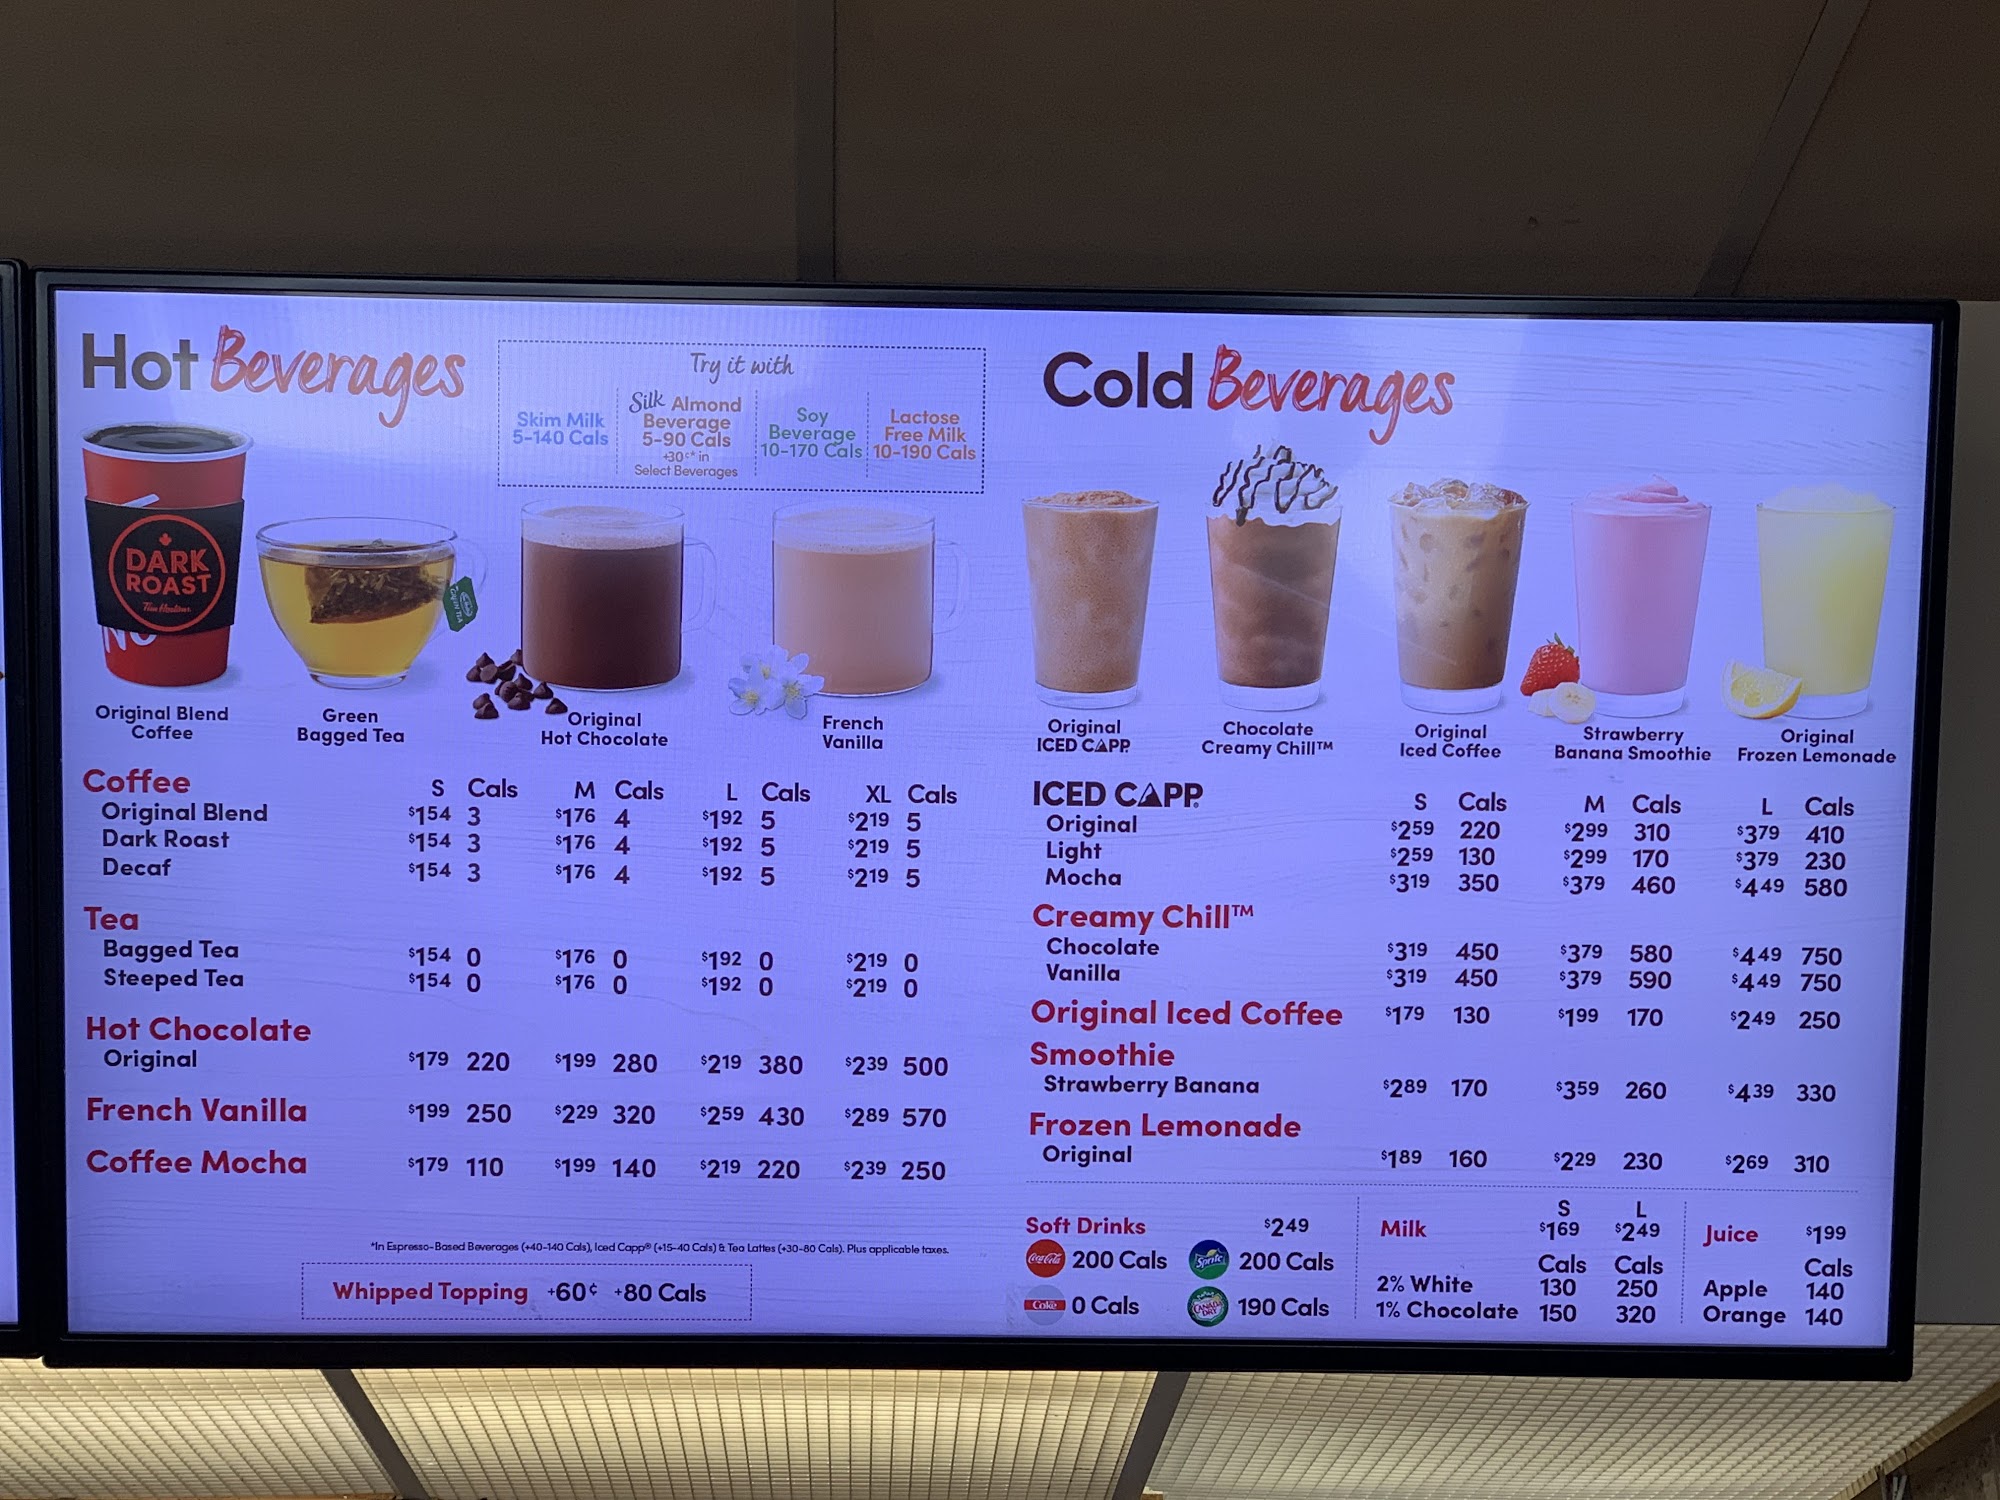 Hot Beverages
Try it with
Skim Milk
5-140 Cals
Silk Almond
Beverage
5-90 Cals
+30¢* in
Select Beverages
Soy
Beverage
10-170 Cals
Lactose
Free Milk
10-190 Cals
DARK
ROAST
Tim Hortons
Original Blend
Coffee
Green
Bagged Tea
Original
Hot Chocolate
French
Vanilla
Coffee S Cals M Cals L Cals XL Cals
Original Blend $154 3 $176 4 $192 5 $219 5
Dark Roast $154 3 $176 4 $192 5 $219 5
Decaf $154 3 $176 4 $192 5 $219 5
Tea
Bagged Tea $154 0 $176 0 $192 0 $219 0
Steeped Tea $154 0 $176 0 $192 0 $219 0
Hot Chocolate
Original $179 220 $199 280 $219 380 $239 500
French Vanilla $199 250 $229 320 $259 430 $289 570
Coffee Mocha $179 110 $199 140 $219 220 $239 250
*In Espresso-Based Beverages (+40-140 Cals), Iced Capp® (+15-40 Cals) & Tea Lattes (+30-80 Cals). Plus applicable taxes.
Whipped Topping +60¢ +80 Cals
Cold Beverages
Original
ICED CAPP®
Chocolate
Creamy Chill™
Original
Iced Coffee
Strawberry
Banana Smoothie
Original
Frozen Lemonade
ICED CAPP® S Cals M Cals L Cals
Original $259 220 $299 310 $379 410
Light $259 130 $299 170 $379 230
Mocha $319 350 $379 460 $449 580
Creamy Chill™
Chocolate $319 450 $379 580 $449 750
Vanilla $319 450 $379 590 $449 750
Original Iced Coffee $179 130 $199 170 $249 250
Smoothie
Strawberry Banana $289 170 $359 260 $439 330
Frozen Lemonade
Original $189 160 $229 230 $269 310
Soft Drinks $249
Coca-Cola 200 Cals Sprite 200 Cals
Coke 0 Cals CANADA DRY 190 Cals
S L
Milk $169 $249
Cals Cals
2% White 130 250
1% Chocolate 150 320
Juice $199
Cals
Apple 140
Orange 140